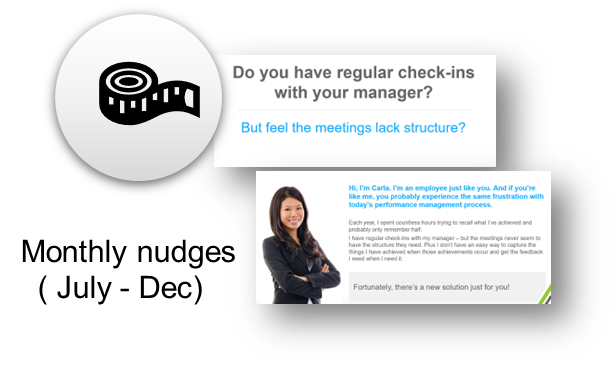 Do you have regular check-ins
with your manager?
But feel the meetings lack structure?
Hi, I'm Carla. I'm an employee just like you. And if you're
like me, you probably experience the same frustration with
today's performance management process.
Each year, I spent countless hours trying to recall what I've achieved and
probably only remember half.
I have regular check-ins with my manager – but the meetings never seem to
have the structure they need. Plus I don't have an easy way to capture the
things I have achieved when those achievements occur and get the feedback
I need when I need it.
Fortunately, there's a new solution just for you!
Monthly nudges
( July - Dec)